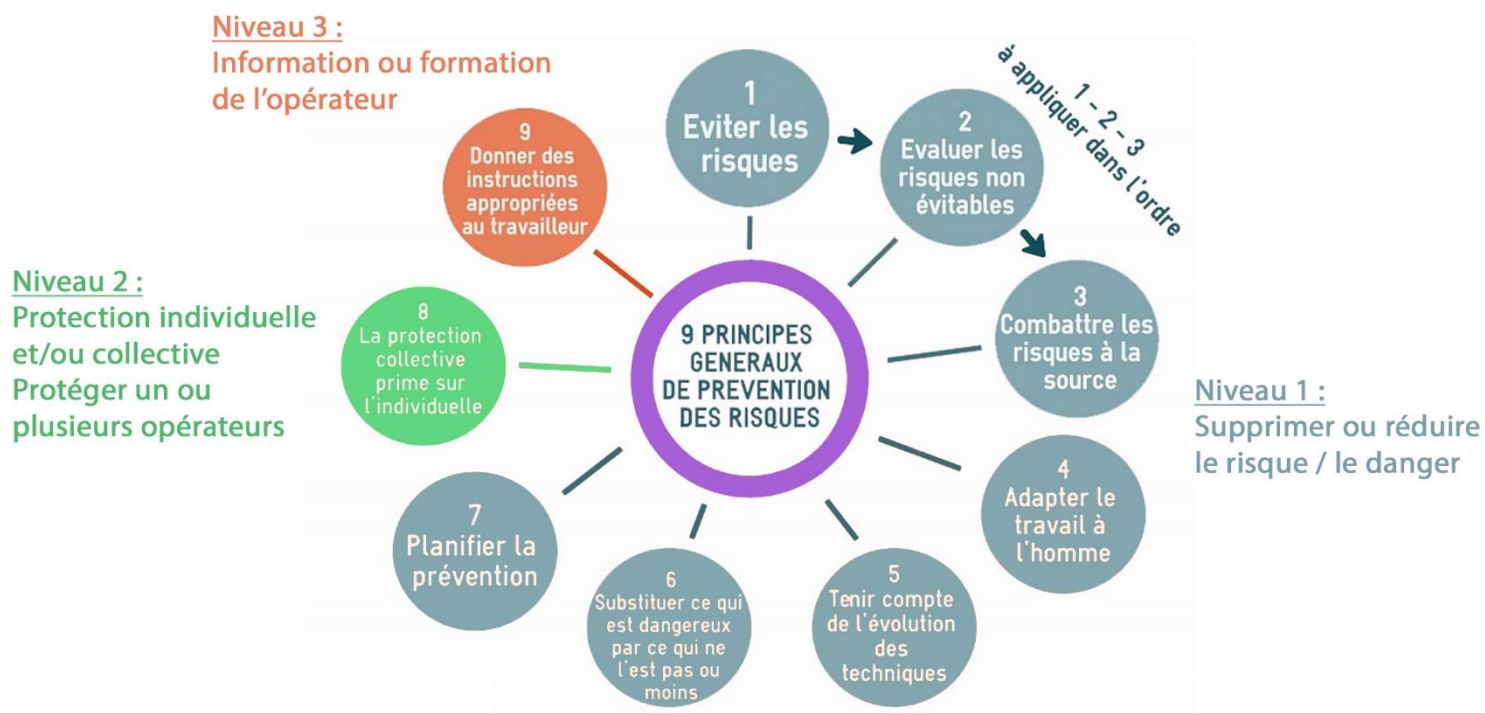 Niveau 3 :
Information ou formation
de l'opérateur
1
Eviter les
risques
2
Evaluer les
risques non
évitables
1 - 2 - 3
à appliquer dans l'ordre
3
Combattre les
risques à la
source
Niveau 1 :
Supprimer ou réduire
le risque / le danger
4
Adapter le
travail à
l'homme
5
Tenir compte
de l'évolution
des
techniques
6
Substituer ce qui
est dangereux
par ce qui ne
l'est pas ou
moins
7
Planifier la
prévention
Niveau 2 :
Protection individuelle
et/ou collective
Protéger un ou
plusieurs opérateurs
8
La protection
collective
prime sur
l'individuelle
9
Donner des
instructions
appropriées
au travailleur
9 PRINCIPES
GENERAUX
DE PREVENTION
DES RISQUES